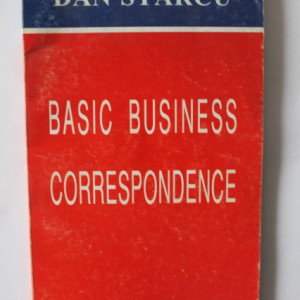 DAN STARCU
BASIC BUSINESS
CORRESPONDENCE